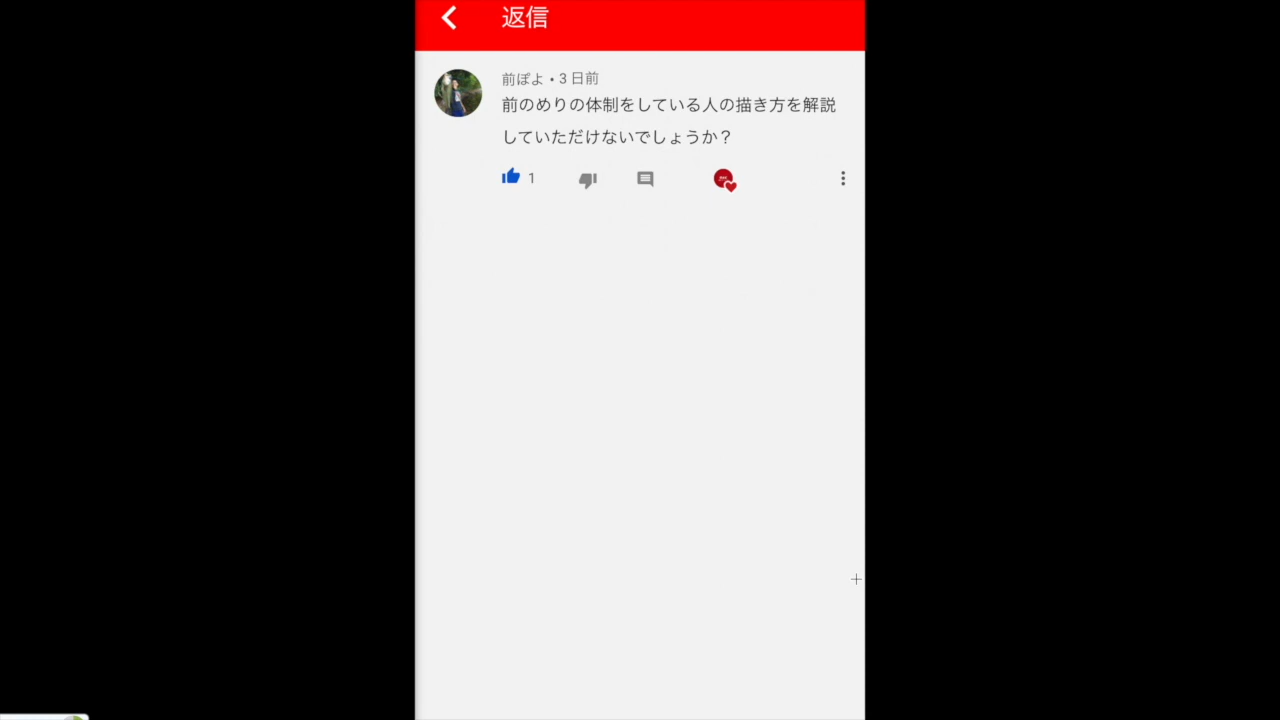 返信
前ぽよ • 3 日前
前のめりの体制をしている人の描き方を解説
していただけないでしょうか？
1